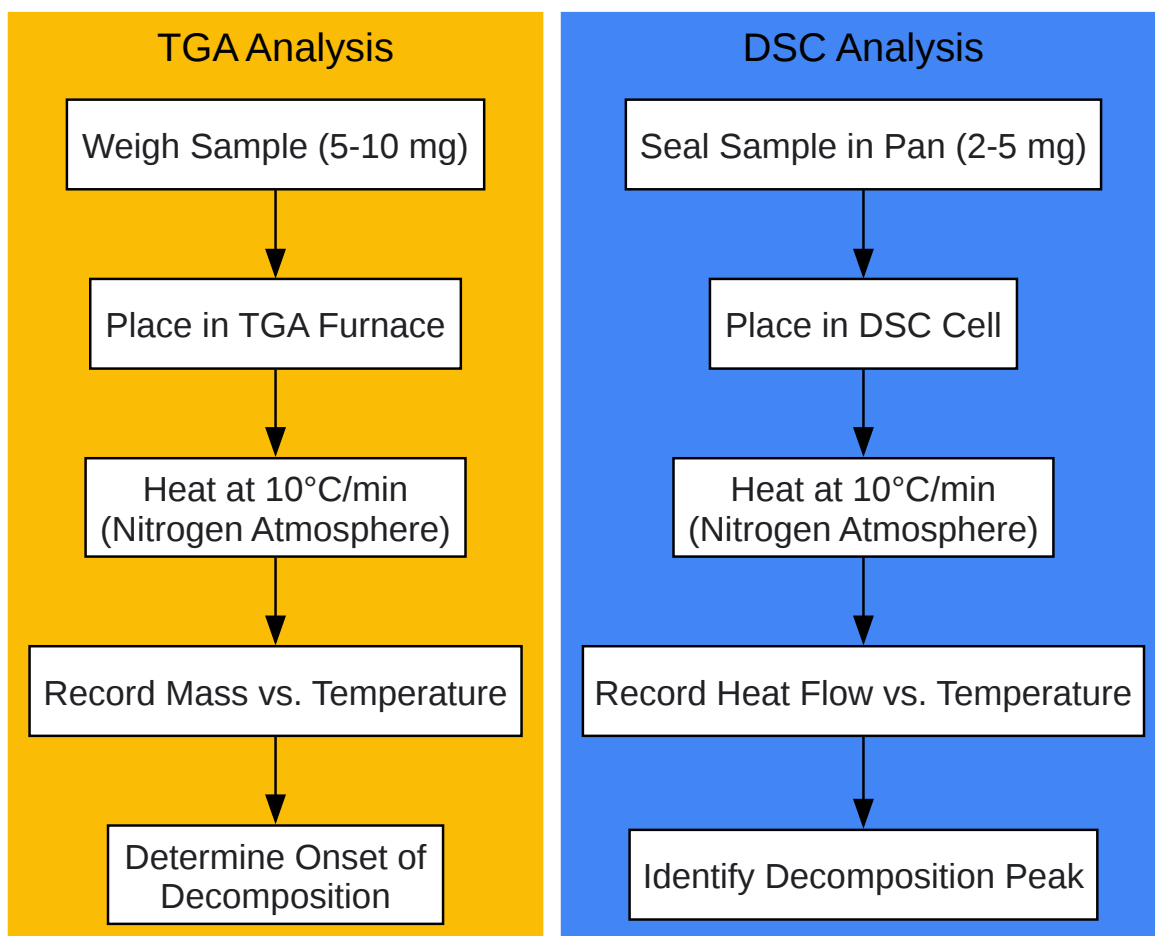 TGA Analysis
Weigh Sample (5-10 mg)
Place in TGA Furnace
Heat at 10°C/min
(Nitrogen Atmosphere)
Record Mass vs. Temperature
Determine Onset of
Decomposition
DSC Analysis
Seal Sample in Pan (2-5 mg)
Place in DSC Cell
Heat at 10°C/min
(Nitrogen Atmosphere)
Record Heat Flow vs. Temperature
Identify Decomposition Peak